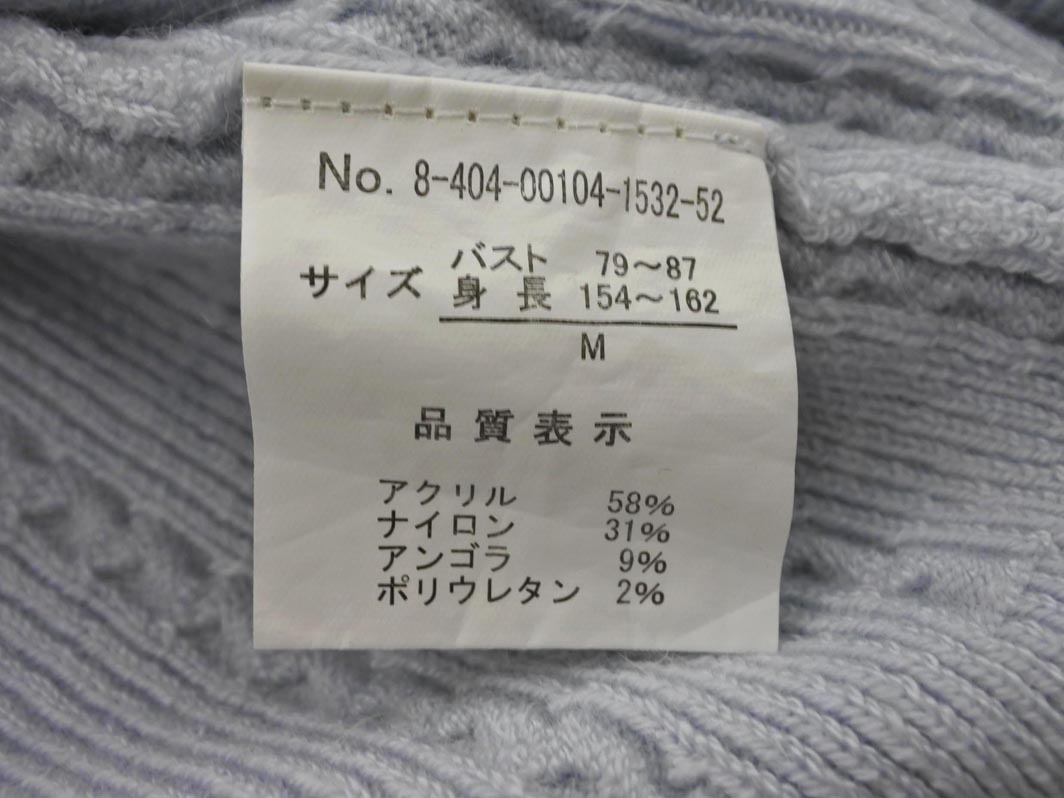 No. 8-404-00104-1532-52
サイズ バスト 79～87
身長 154～162
M
品質表示
アクリル 58%
ナイロン 31%
アンゴラ 9%
ポリウレタン 2%